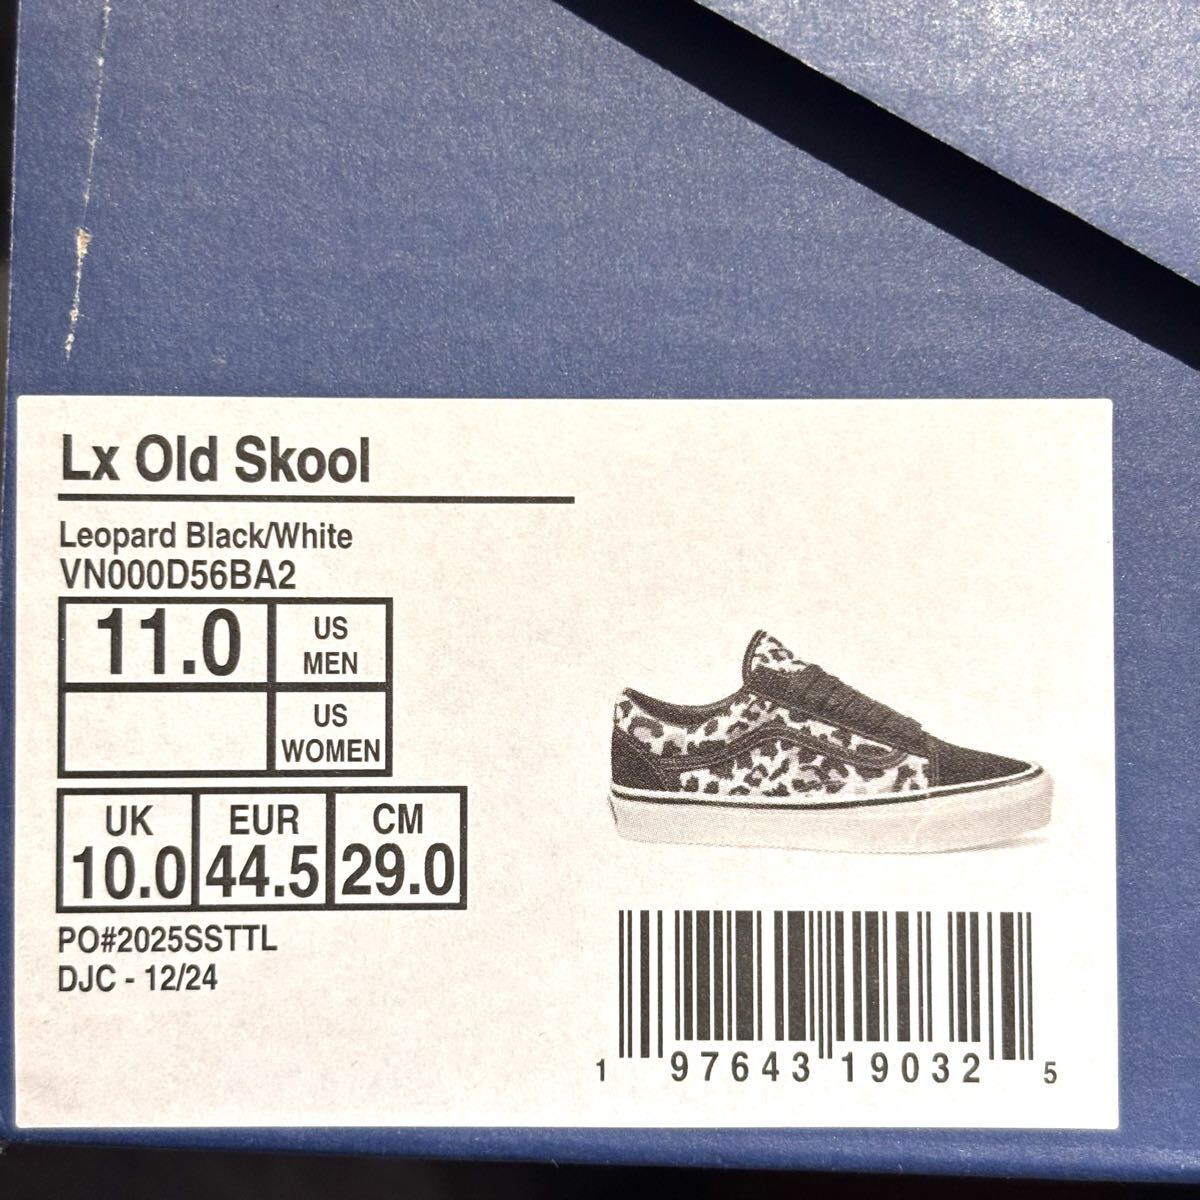 Lx Old Skool
Leopard Black/White
VN000D56BA2
11.0 US MEN
US WOMEN
UK EUR CM
10.0 44.5 29.0
PO#2025SSTTL
DJC - 12/24
1 97643 19032 5